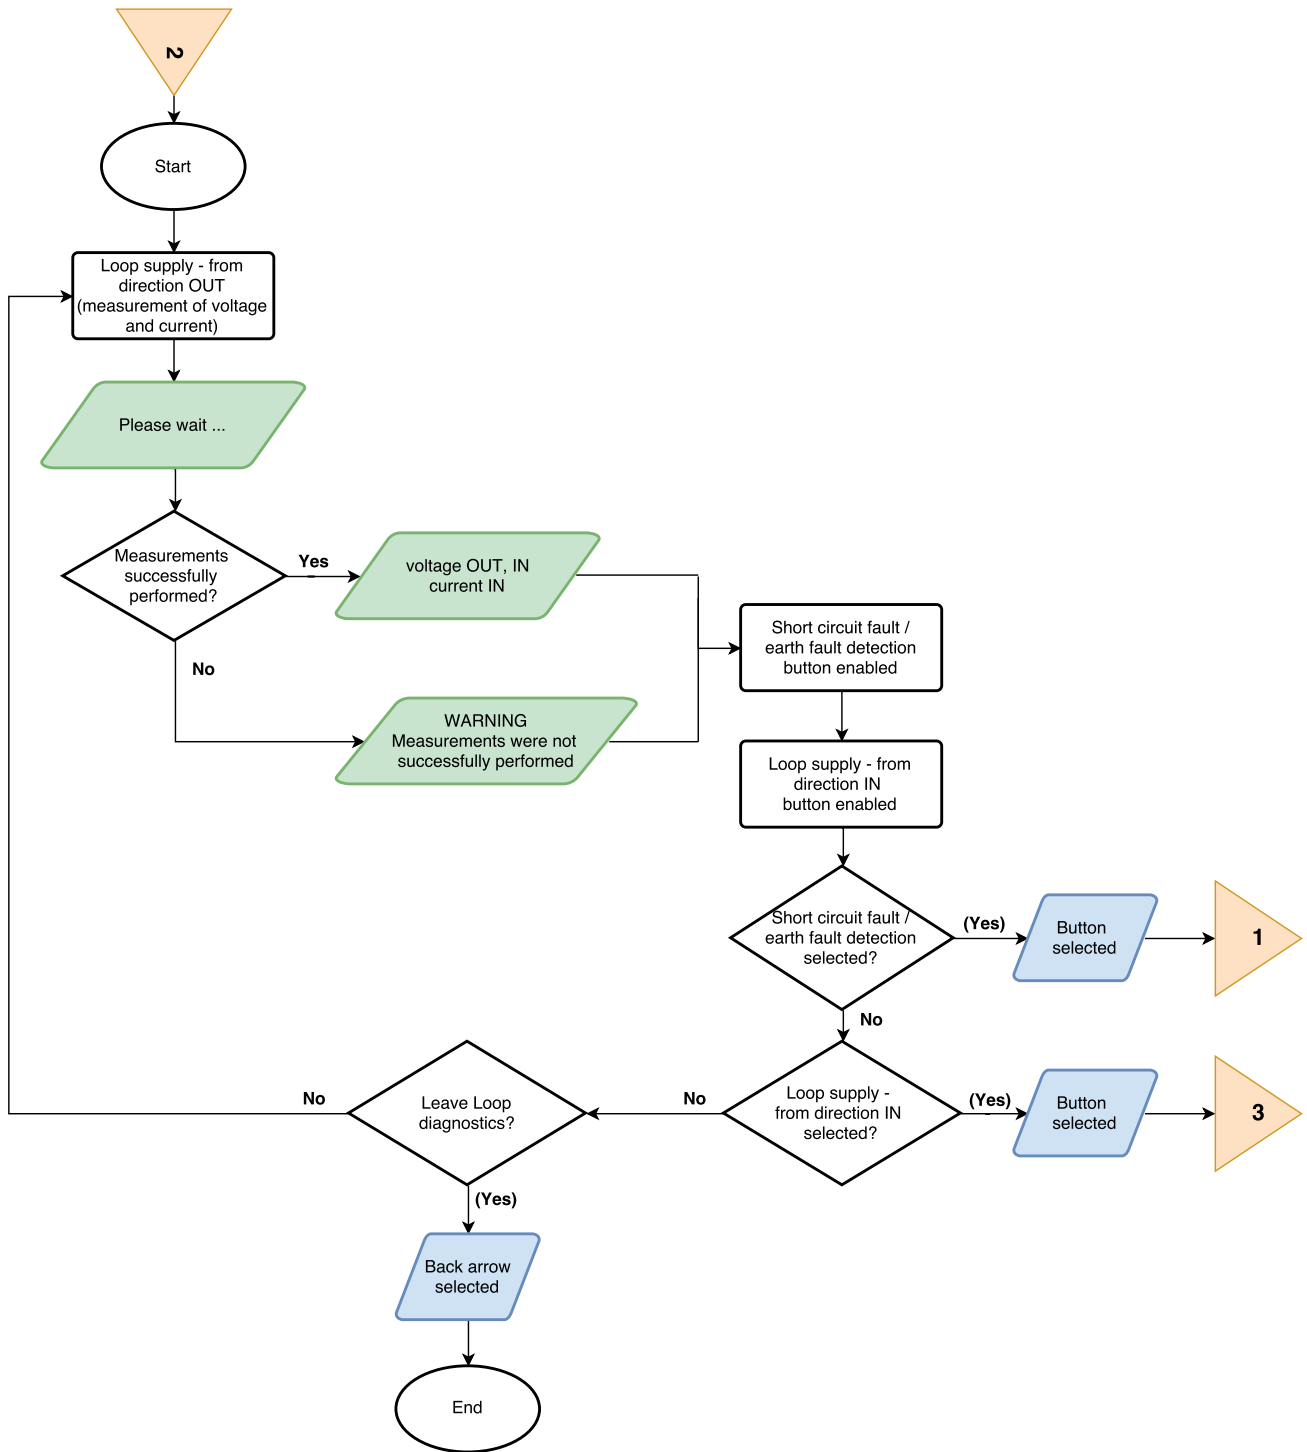 2
Start
Loop supply - from
direction OUT
(measurement of voltage
and current)
Please wait ...
Measurements
successfully
performed?
Yes
voltage OUT, IN
current IN
No
WARNING
Measurements were not
successfully performed
Short circuit fault /
earth fault detection
button enabled
Loop supply - from
direction IN
button enabled
Short circuit fault /
earth fault detection
selected?
(Yes)
Button
selected
1
No
Loop supply -
from direction IN
selected?
(Yes)
Button
selected
3
No
Leave Loop
diagnostics?
No
(Yes)
Back arrow
selected
End